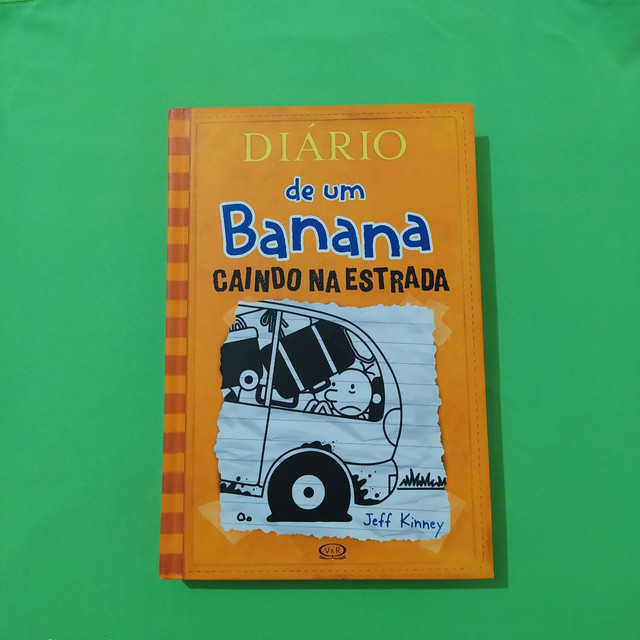 DIÁRIO
de um
Banana
CAINDO NA ESTRADA
Jeff Kinney
V&R